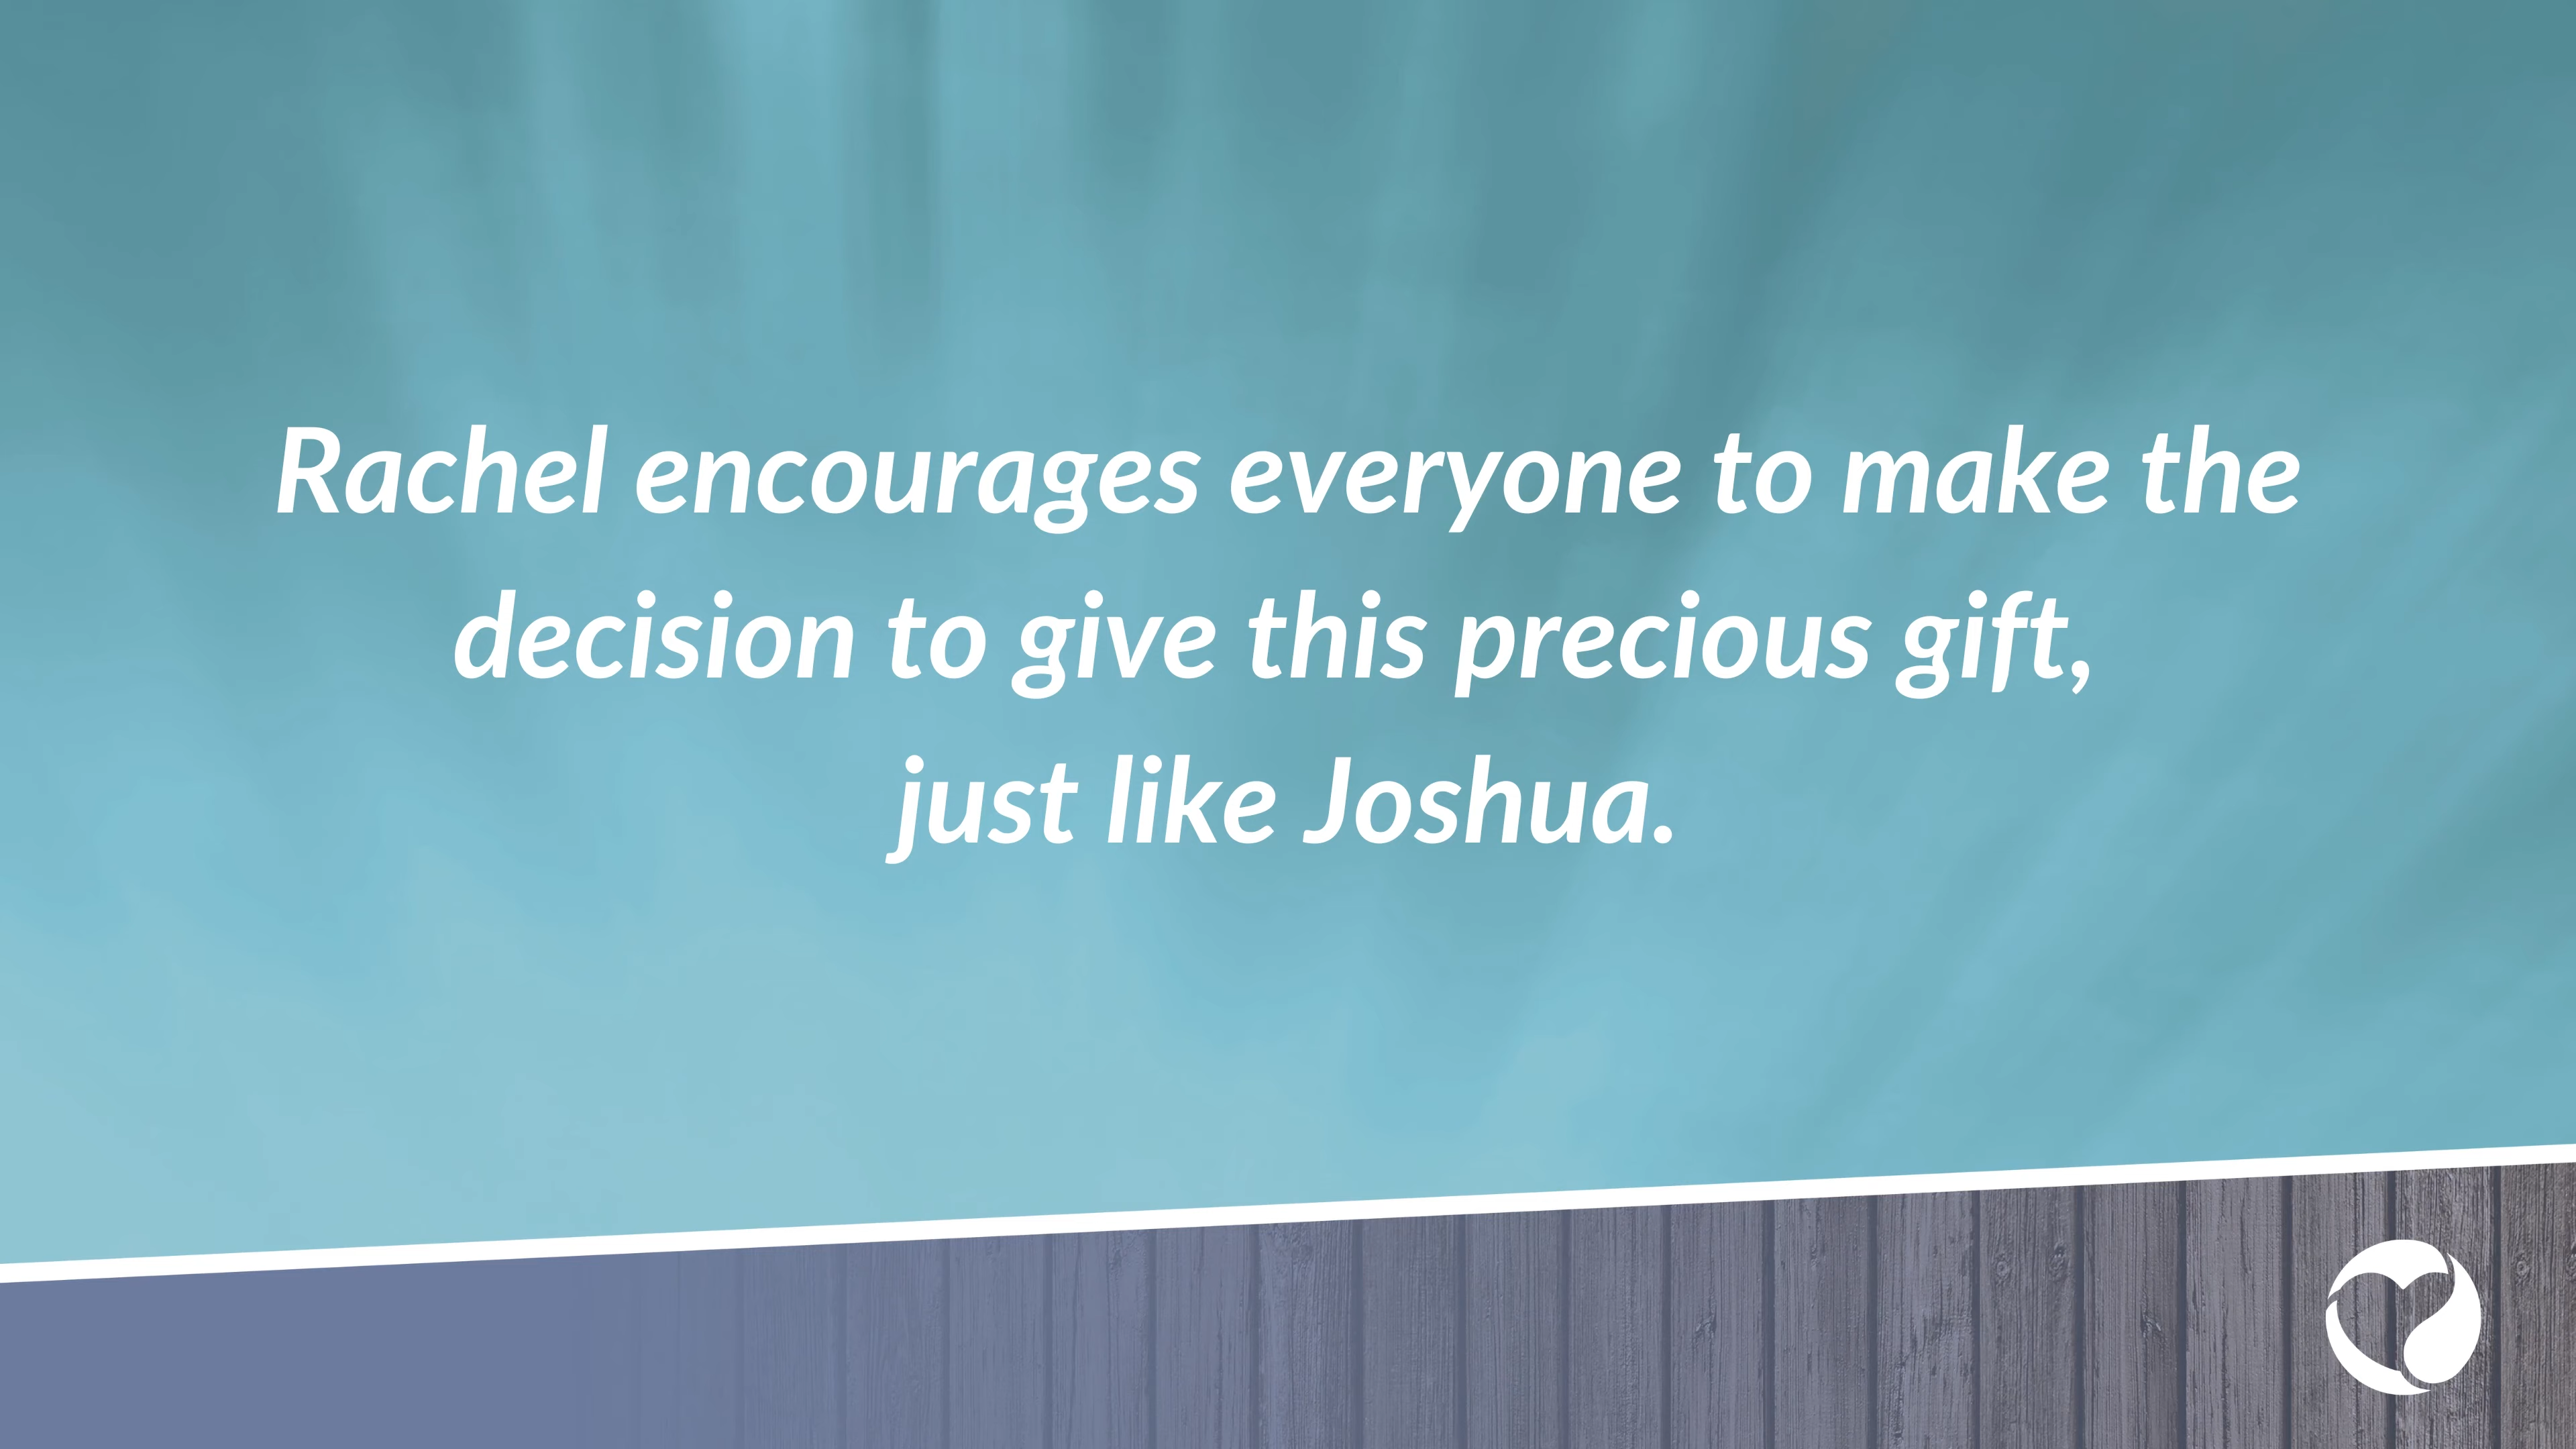 Rachel encourages everyone to make the
decision to give this precious gift,
just like Joshua.